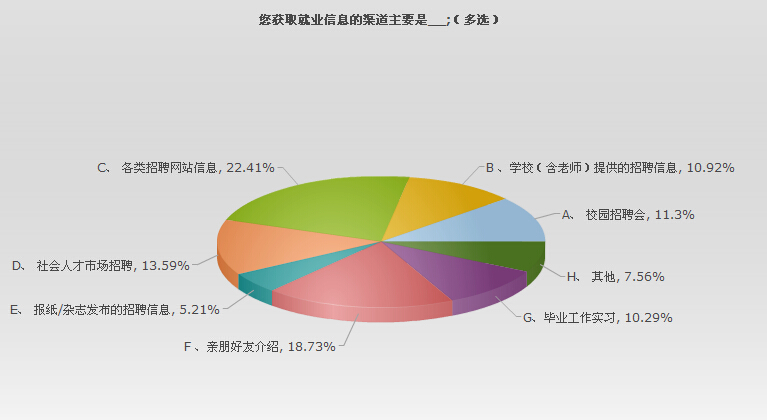 您获取就业信息的渠道主要是___;(多选)
C、 各类招聘网站信息, 22.41%
B、学校(含老师)提供的招聘信息, 10.92%
A、 校园招聘会, 11.3%
D、 社会人才市场招聘, 13.59%
H、 其他, 7.56%
E、 报纸/杂志发布的招聘信息, 5.21%
G、毕业工作实习, 10.29%
F、亲朋好友介绍, 18.73%